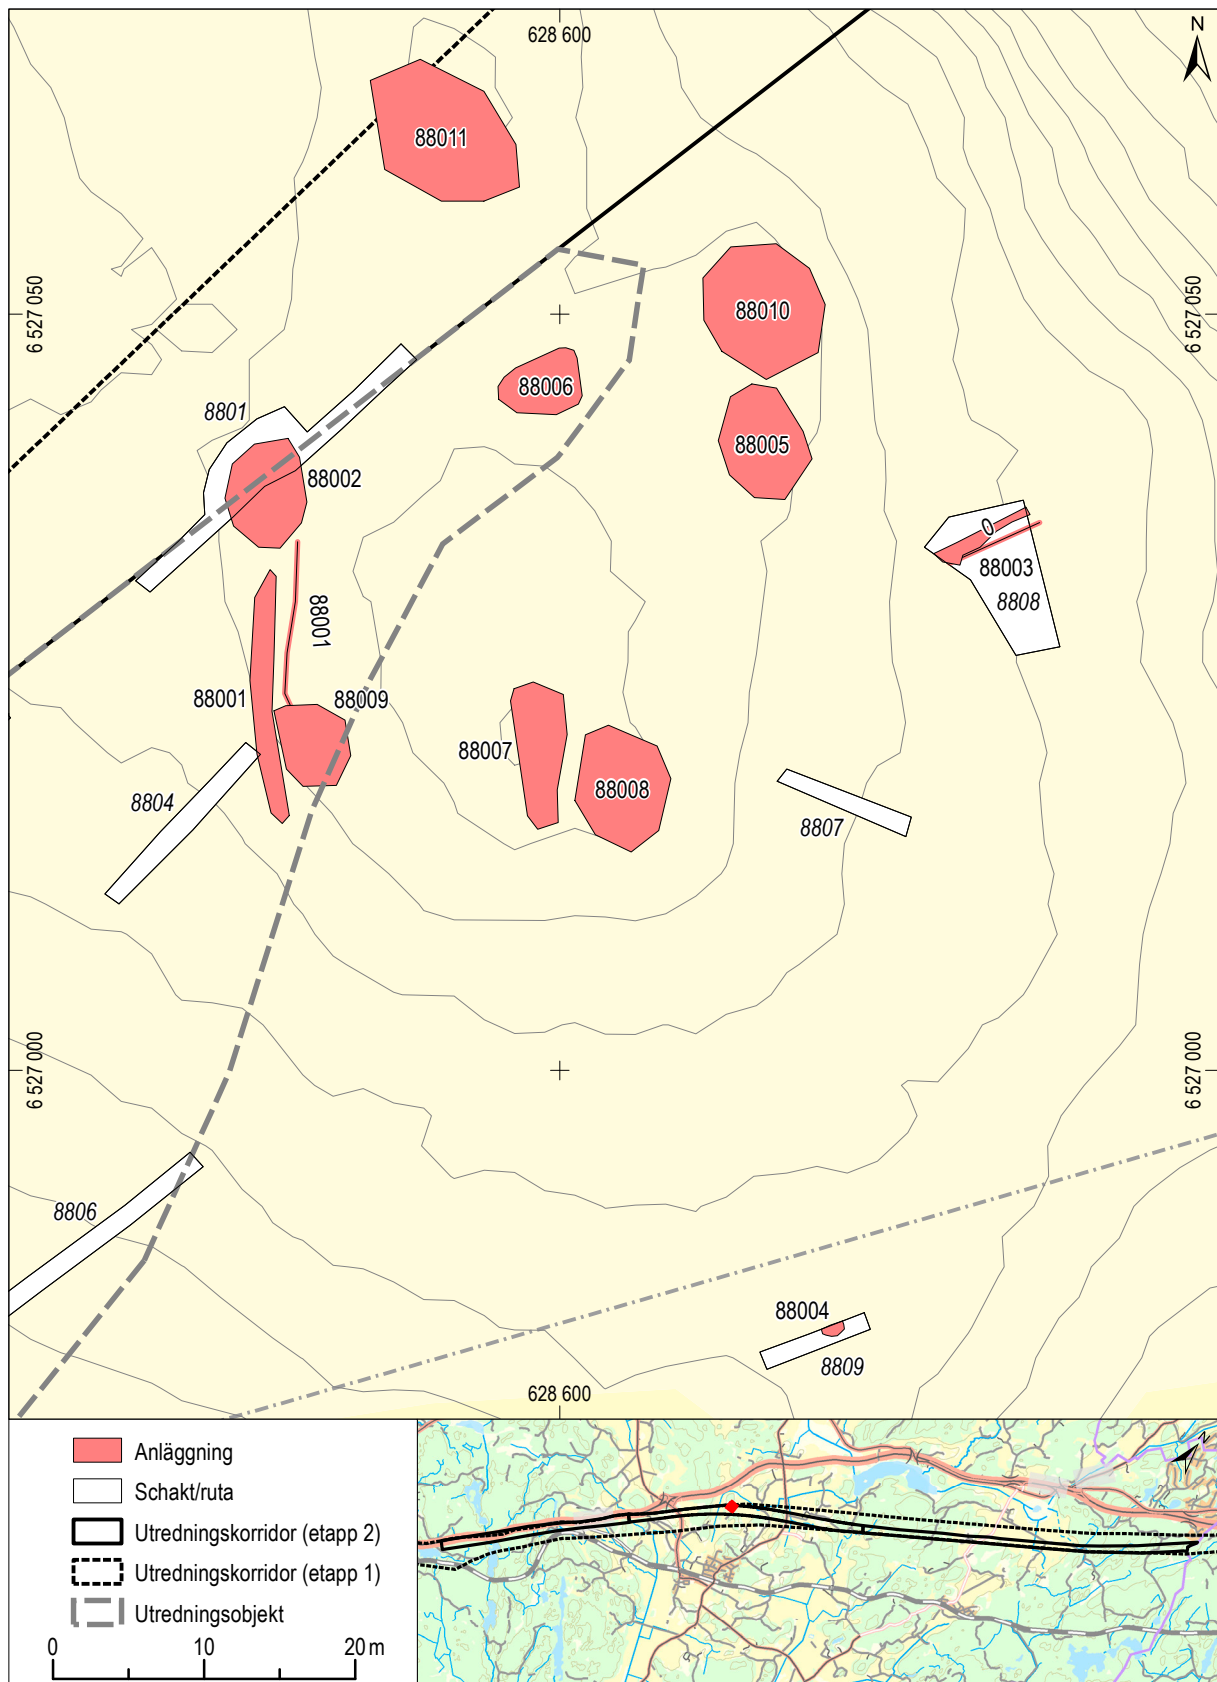 628 600
N
88011
6 527 050
6 527 050
88010
88006
8801
88005
88002
0
88003
8808
88001
88001
88009
88007
88008
8804
8807
6 527 000
6 527 000
8806
88004
8809
628 600
Anläggning
Schakt/ruta
Utredningskorridor (etapp 2)
Utredningskorridor (etapp 1)
Utredningsobjekt
0 10 20 m
N